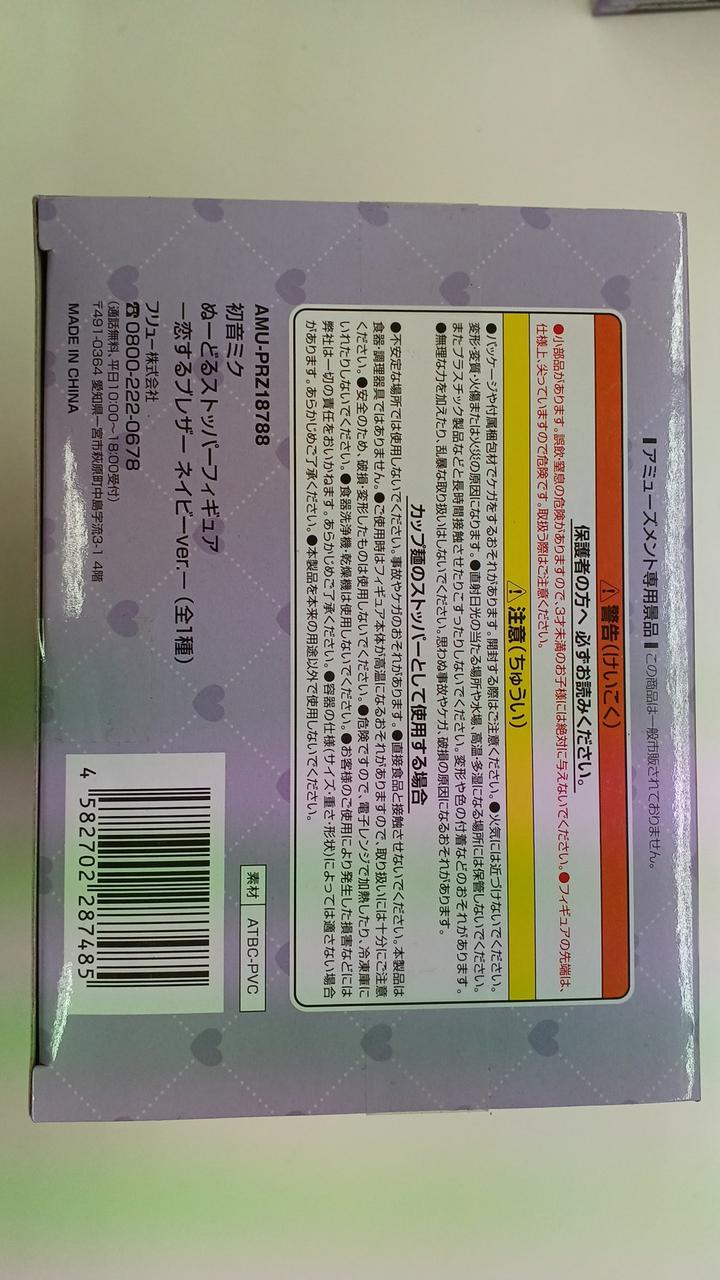 アミューズメント専用景品 この商品は一般市販されておりません。
⚠警告(けいこく)
保護者の方へ 必ずお読みください。
●小部品があります。誤飲・窒息の危険がありますので、3才未満のお子様には絶対に与えないでください。●フィギュアの先端は、
仕様上、尖っていますので危険です。取扱う際はご注意ください。
⚠注意(ちゅうい)
●パッケージや付属梱包材でケガをするおそれがあります。開封する際はご注意ください。●火気には近づけないでください。
変形・変質・火傷または火災の原因になります。●直射日光の当たる場所や水場、高温・多湿になる場所には保管しないでください。
またプラスチック製品などと長時間接触させたりこすったりしないでください。変形や色の付着などのおそれがあります。
●無理な力を加えたり、乱暴な取り扱いはしないでください。思わぬ事故やケガ、破損の原因になるおそれがあります。
カップ麺のストッパーとして使用する場合
●不安定な場所では使用しないでください。事故やケガのおそれがあります。●直接食品と接触させないでください。本製品は
食器・調理器具ではありません。●ご使用時はフィギュア本体が高温になるおそれがありますので、取り扱いには十分にご注意
ください。●安全のため、破損・変形したものは使用しないでください。●危険ですので、電子レンジで加熱したり、冷凍庫に
いれたりしないでください。●食器洗浄機・乾燥機は使用しないでください。●お客様のご使用により発生した損害などには
弊社は一切の責任をおいかねます。あらかじめご了承ください。●容器の仕様(サイズ・重さ・形状)によっては適さない場合
があります。あらかじめご了承ください。●本製品を本来の用途以外で使用しないでください。
AMU-PRZ18788
初音ミク
ぬーどるストッパーフィギュア
ー恋するブレザー ネイビーver.ー (全1種)
フリュー株式会社
☎0800-222-0678
(通話無料、平日10:00~18:00受付)
〒491-0364 愛知県一宮市萩原町中島字流3-1 4階
MADE IN CHINA
素材 ATBC-PVC
4 582702 287485